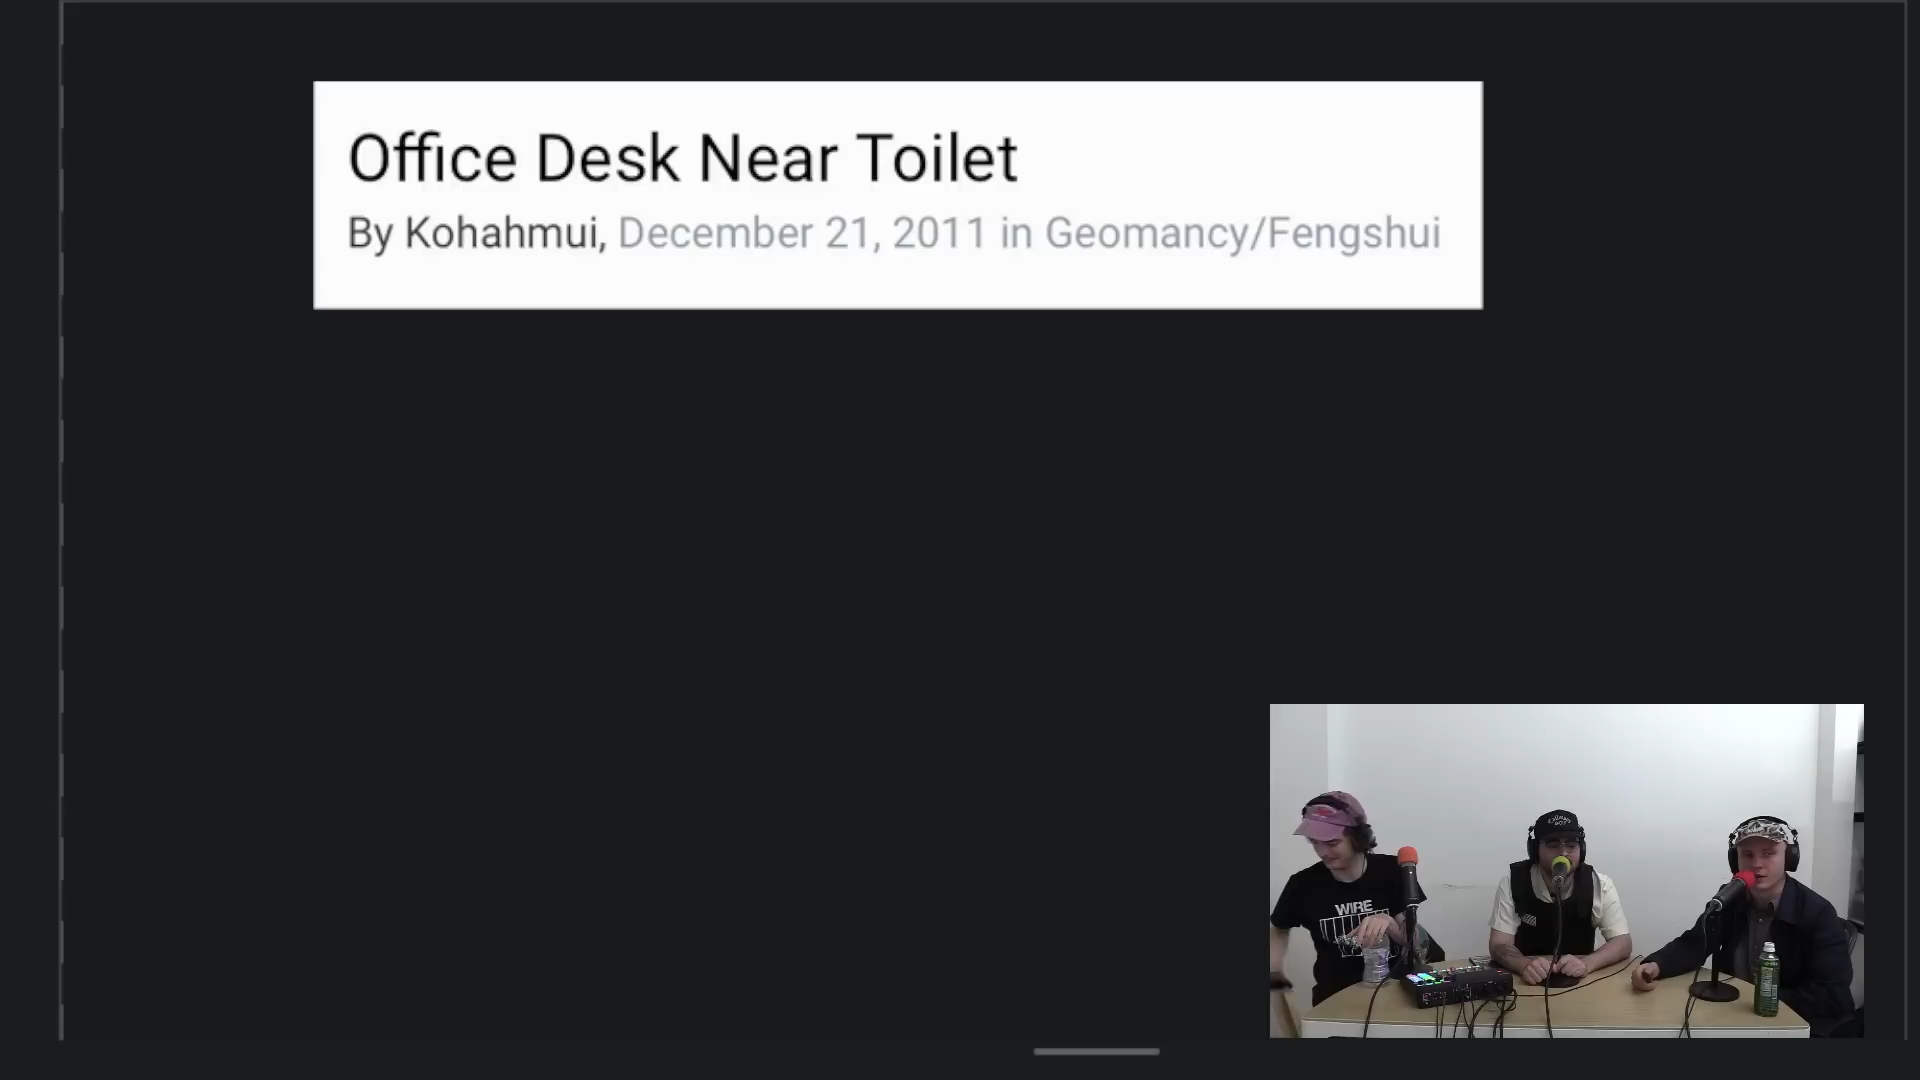 Office Desk Near Toilet
By Kohahmui, December 21, 2011 in Geomancy/Fengshui
WIRE